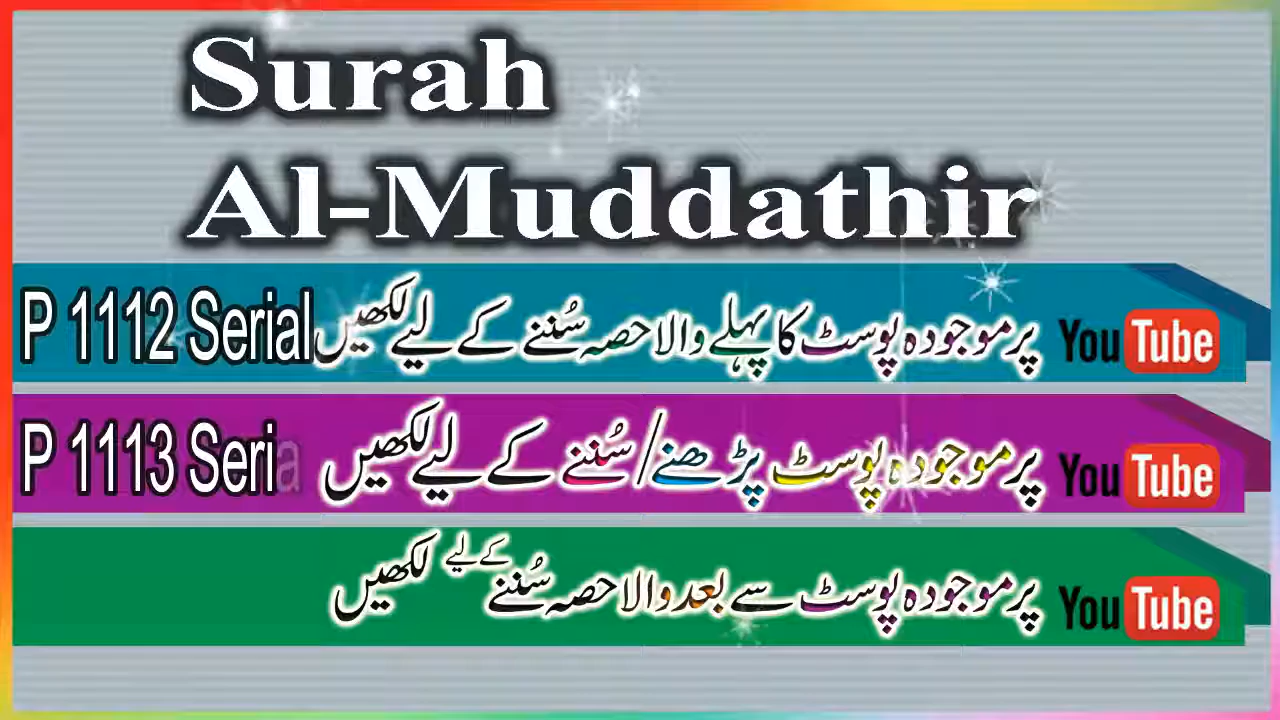 Surah
Al-Muddathir
YouTube پر موجودہ پوسٹ کا پہلے والا حصہ سُننے کے لیے لکھیں P 1112 Serial
YouTube پر موجودہ پوسٹ پڑھنے/سُننے کے لیے لکھیں P 1113 Seria
YouTube پر موجودہ پوسٹ سے بعد والا حصہ سُننے کے لیے لکھیں